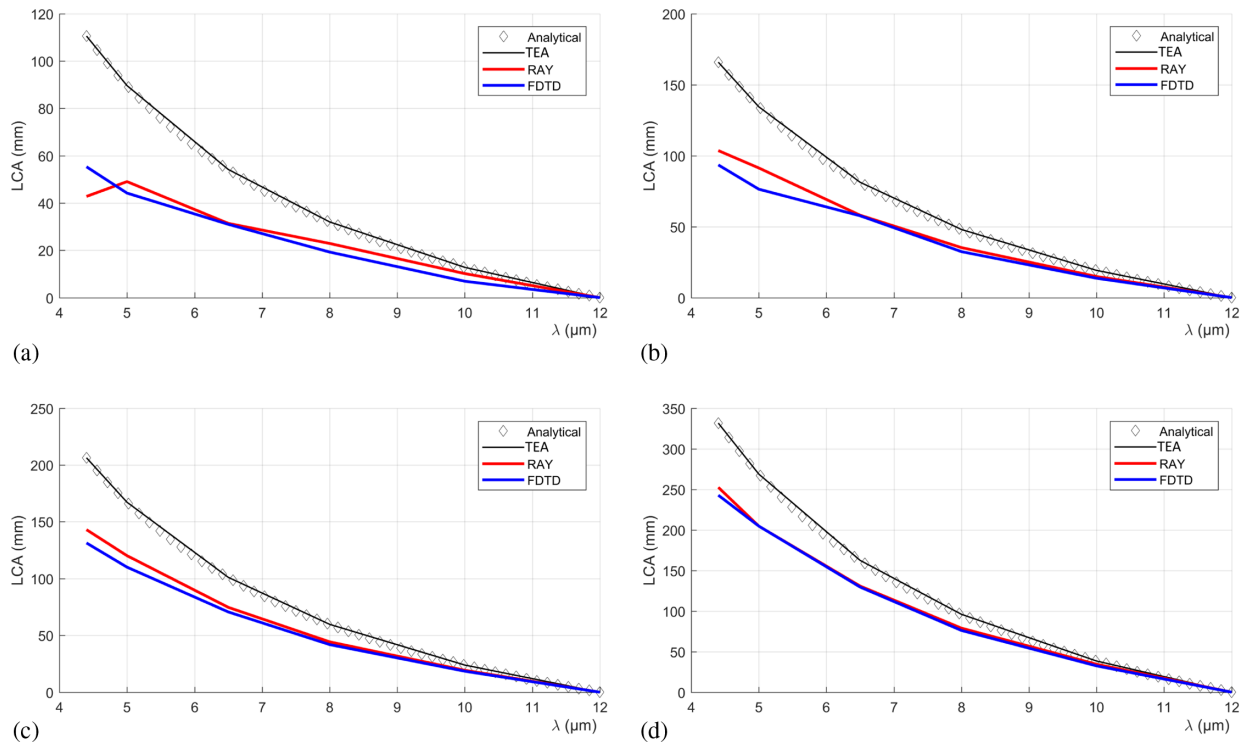 120
100
80
60
40
20
0
LCA (mm)
4 5 6 7 8 9 10 11 12
λ (µm)
Analytical
TEA
RAY
FDTD
(a)
200
150
100
50
0
LCA (mm)
4 5 6 7 8 9 10 11 12
λ (µm)
Analytical
TEA
RAY
FDTD
(b)
250
200
150
100
50
0
LCA (mm)
4 5 6 7 8 9 10 11 12
λ (µm)
Analytical
TEA
RAY
FDTD
(c)
350
300
250
200
150
100
50
0
LCA (mm)
4 5 6 7 8 9 10 11 12
λ (µm)
Analytical
TEA
RAY
FDTD
(d)